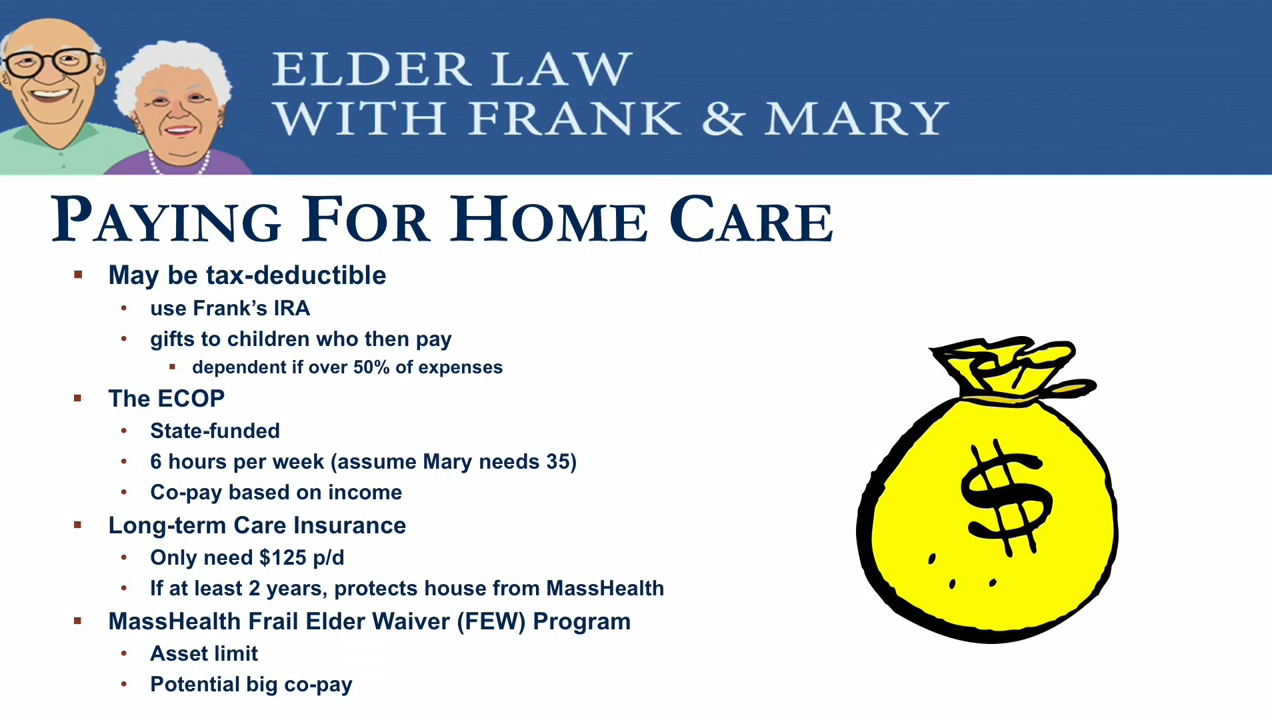 ELDER LAW
WITH FRANK & MARY
PAYING FOR HOME CARE
May be tax-deductible
use Frank’s IRA
gifts to children who then pay
dependent if over 50% of expenses
The ECOP
State-funded
6 hours per week (assume Mary needs 35)
Co-pay based on income
Long-term Care Insurance
Only need $125 p/d
If at least 2 years, protects house from MassHealth
MassHealth Frail Elder Waiver (FEW) Program
Asset limit
Potential big co-pay
$